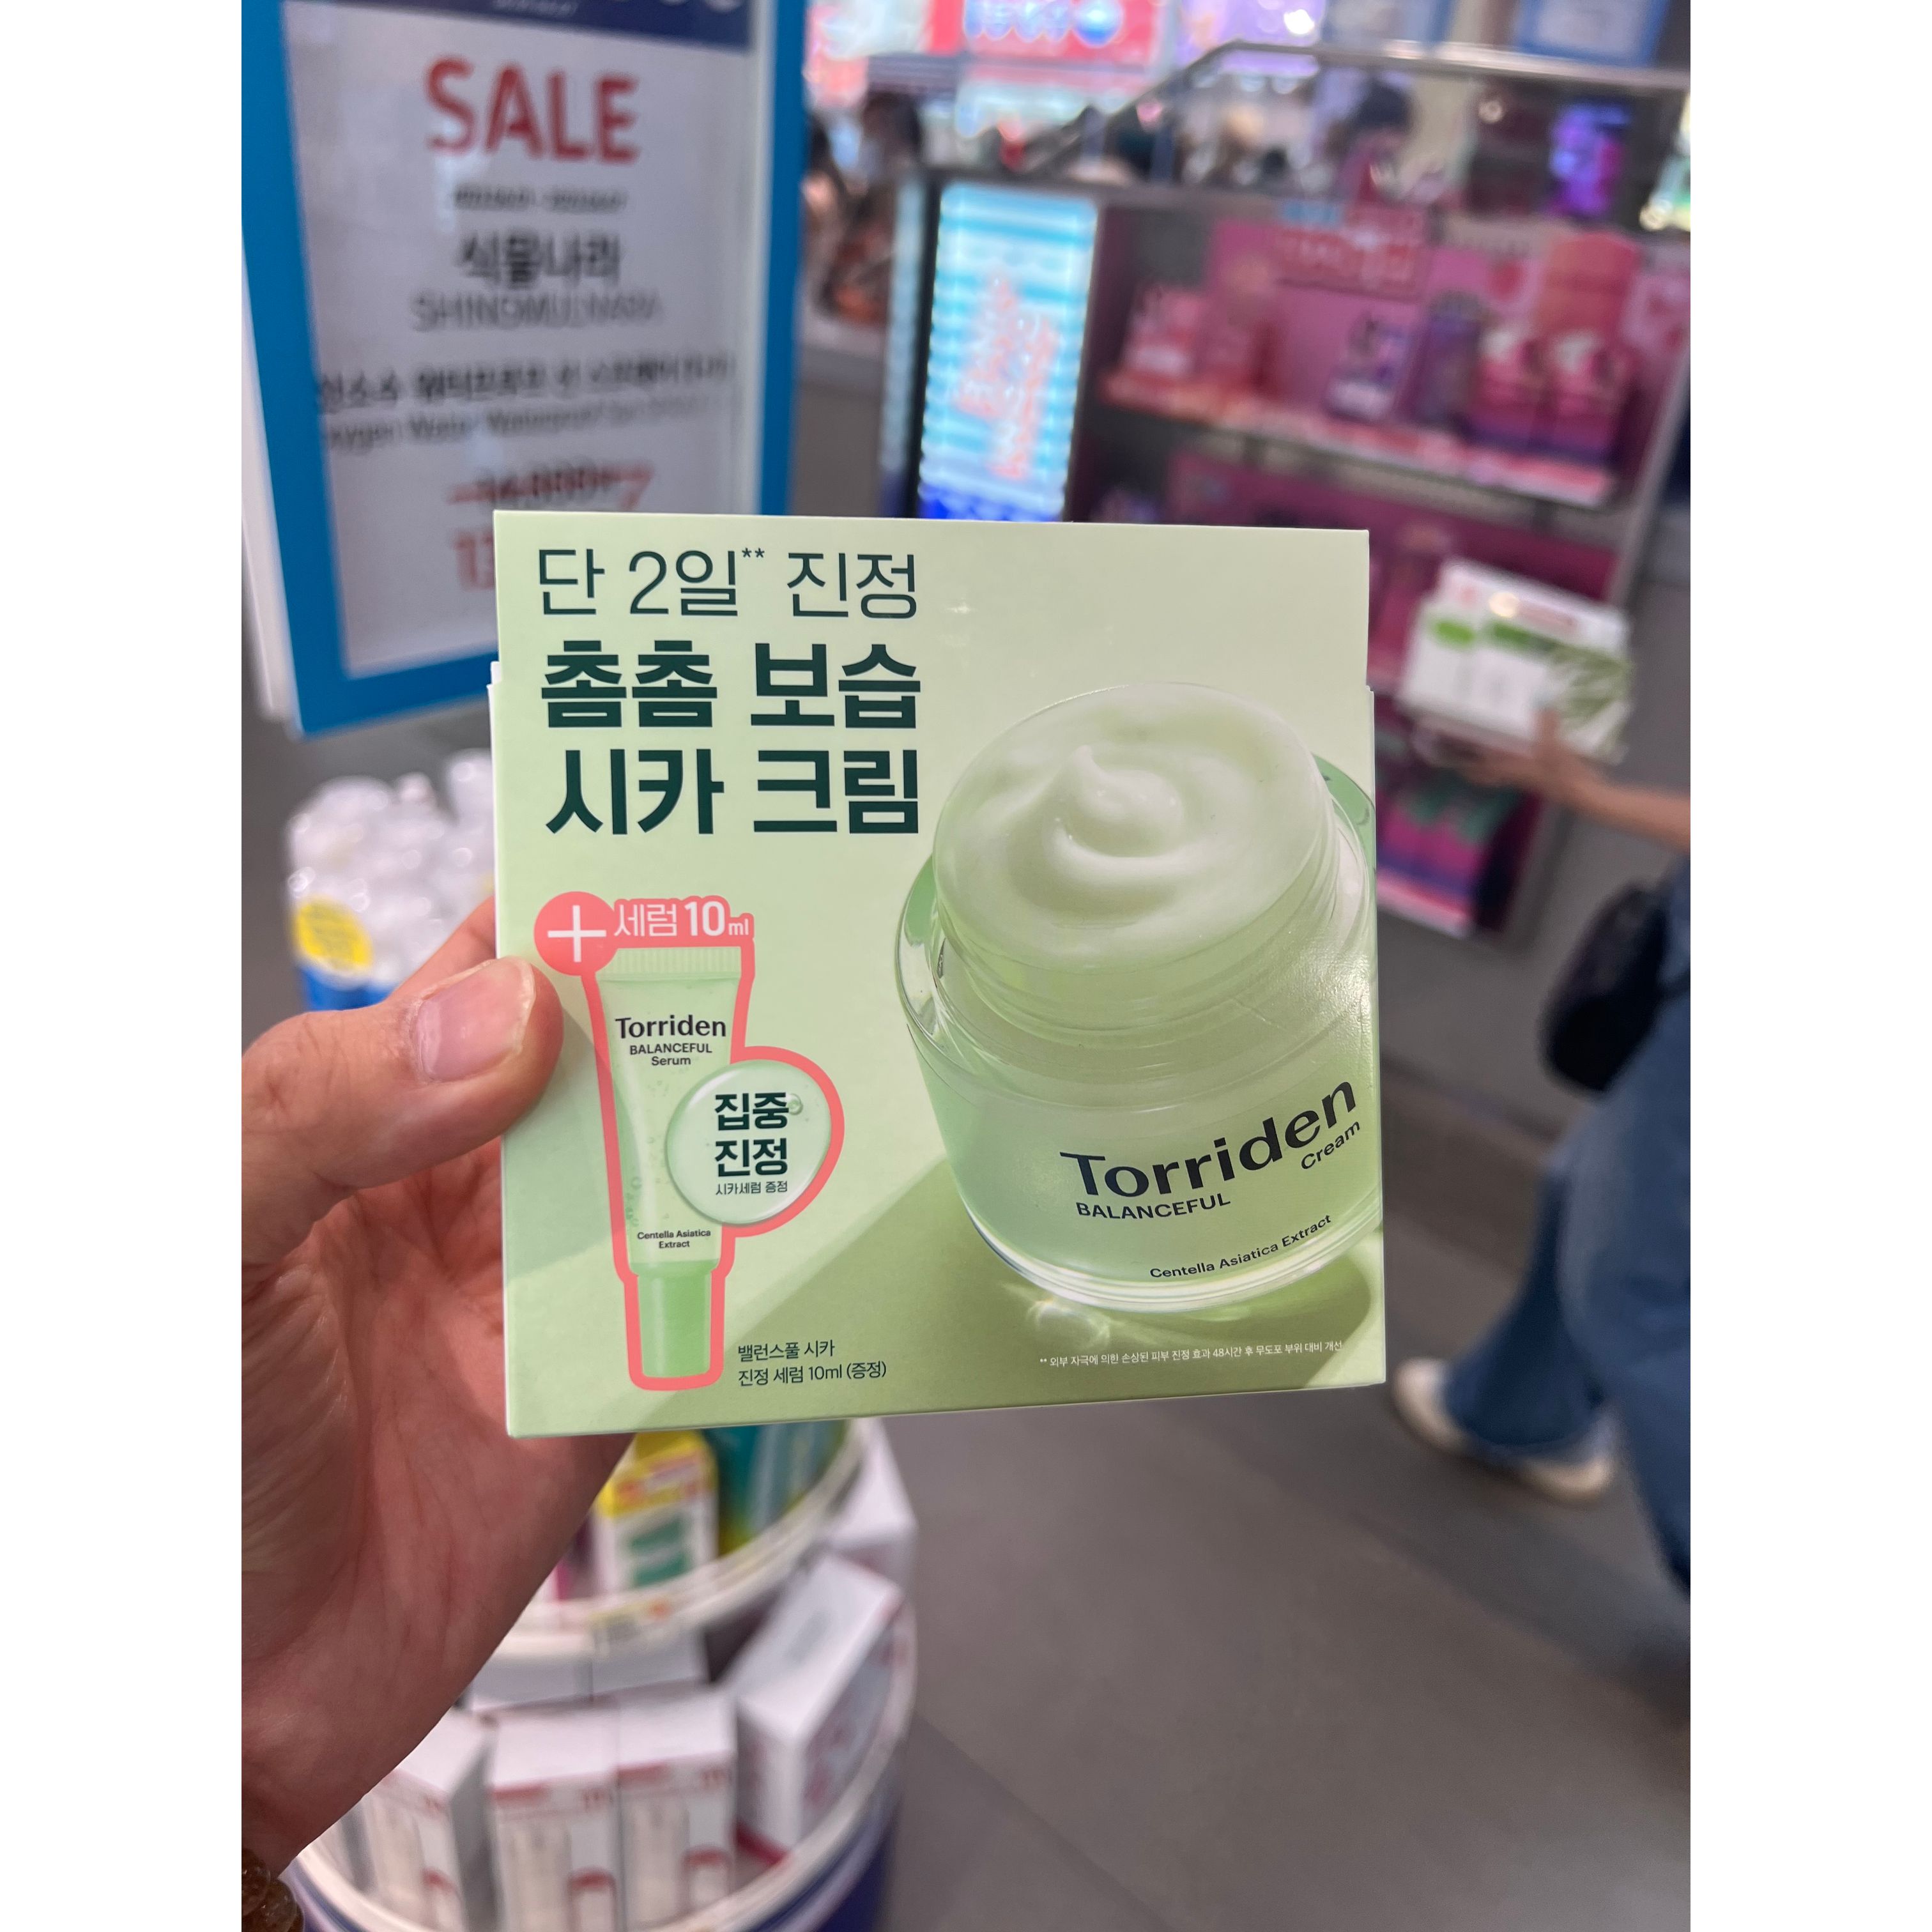 SALE
식물나라
SHINGMULNARA
단 2일** 진정
촘촘 보습
시카 크림
+ 세럼 10ml
Torriden
BALANCEFUL
Serum
집중
진정
시카세럼 증정
Centella Asiatica
Extract
밸런스풀 시카
진정 세럼 10ml (증정)
Torriden
Cream
BALANCEFUL
Centella Asiatica Extract
** 외부 자극에 의한 손상된 피부 진정 효과 48시간 후 무도포 부위 대비 개선